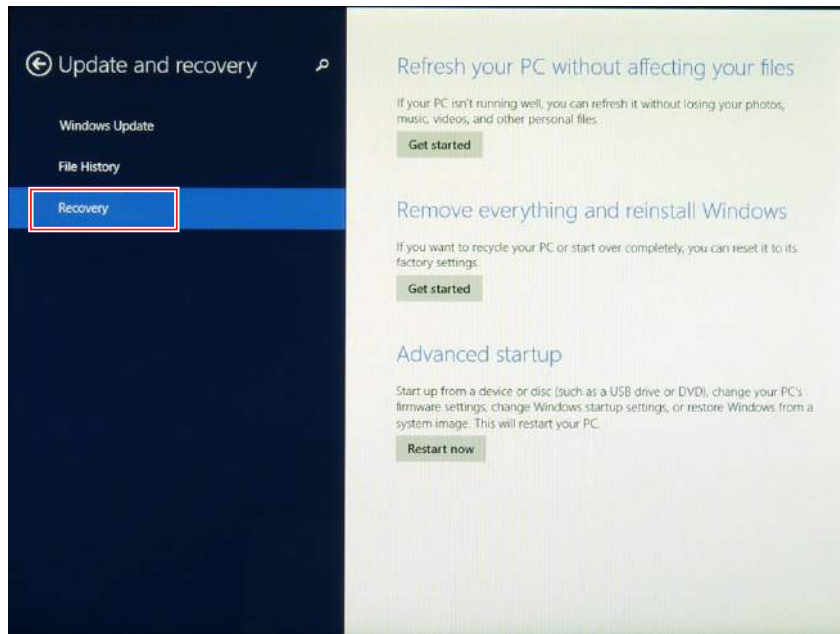 Update and recovery
Windows Update
File History
Recovery
Refresh your PC without affecting your files
If your PC isn't running well, you can refresh it without losing your photos,
music, videos, and other personal files.
Get started
Remove everything and reinstall Windows
If you want to recycle your PC or start over completely, you can reset it to its
factory settings.
Get started
Advanced startup
Start up from a device or disc (such as a USB drive or DVD), change your PC's
firmware settings, change Windows startup settings, or restore Windows from a
system image. This will restart your PC.
Restart now